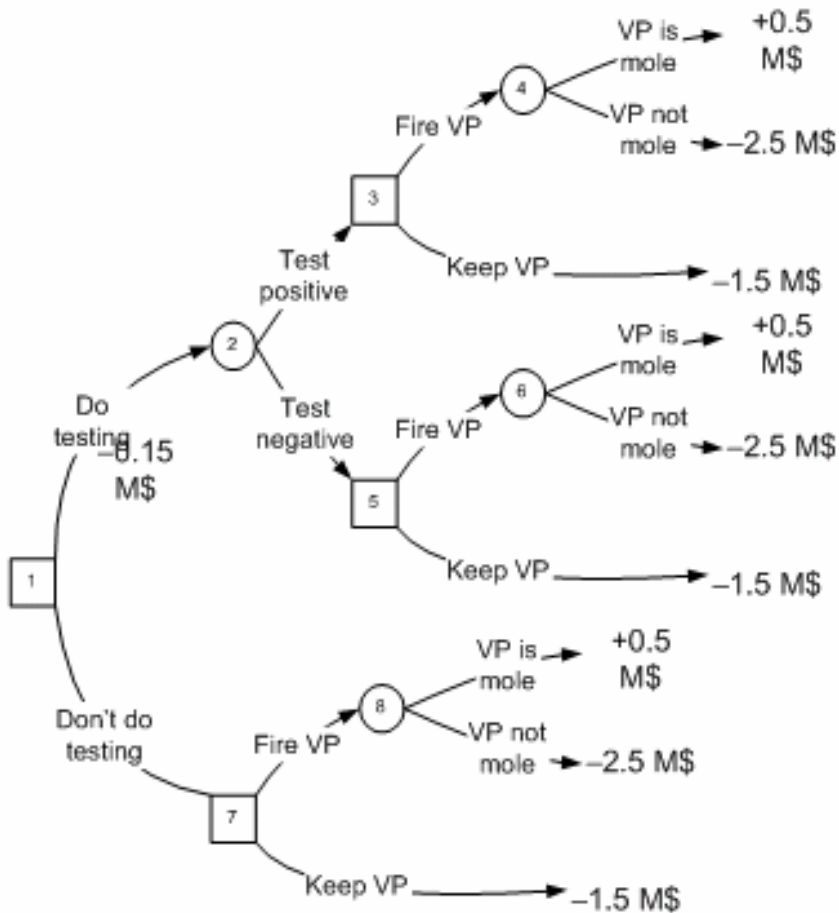 VP is
mole
+0.5
M$
4
Fire VP
VP not
mole
−2.5 M$
3
Test
positive
Keep VP
−1.5 M$
2
VP is
mole
+0.5
M$
6
Do
testing
−0.15
M$
Test
negative
Fire VP
VP not
mole
−2.5 M$
5
Keep VP
−1.5 M$
1
VP is
mole
+0.5
M$
8
Don't do
testing
Fire VP
VP not
mole
−2.5 M$
7
Keep VP
−1.5 M$